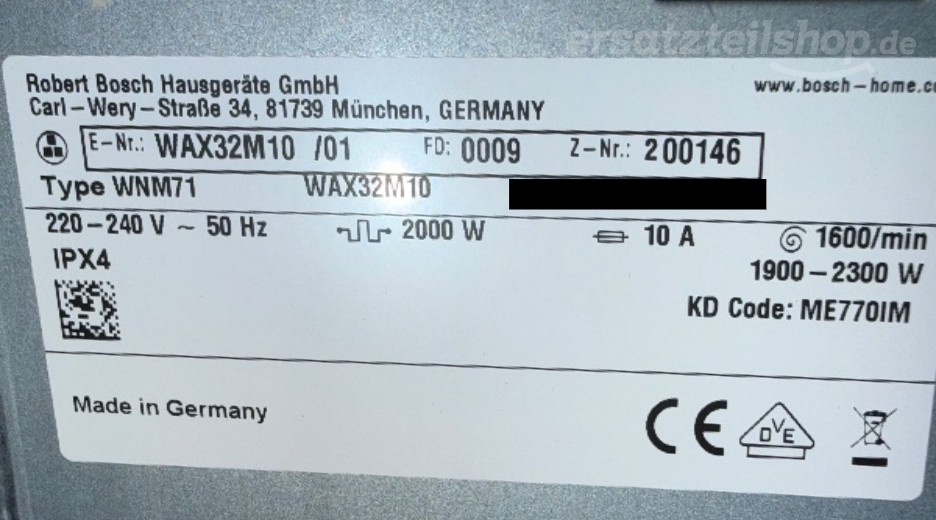 ersatzteilshop.de
Robert Bosch Hausgeräte GmbH
www.bosch-home.co
Carl-Wery-Straße 34, 81739 München, GERMANY
E-Nr.: WAX32M10 /01 FD: 0009 Z-Nr.: 200146
Type WNM71 WAX32M10
220-240 V ~ 50 Hz 2000 W 10 A 1600/min
IPX4 1900-2300 W
KD Code: ME770IM
Made in Germany
CE DVE